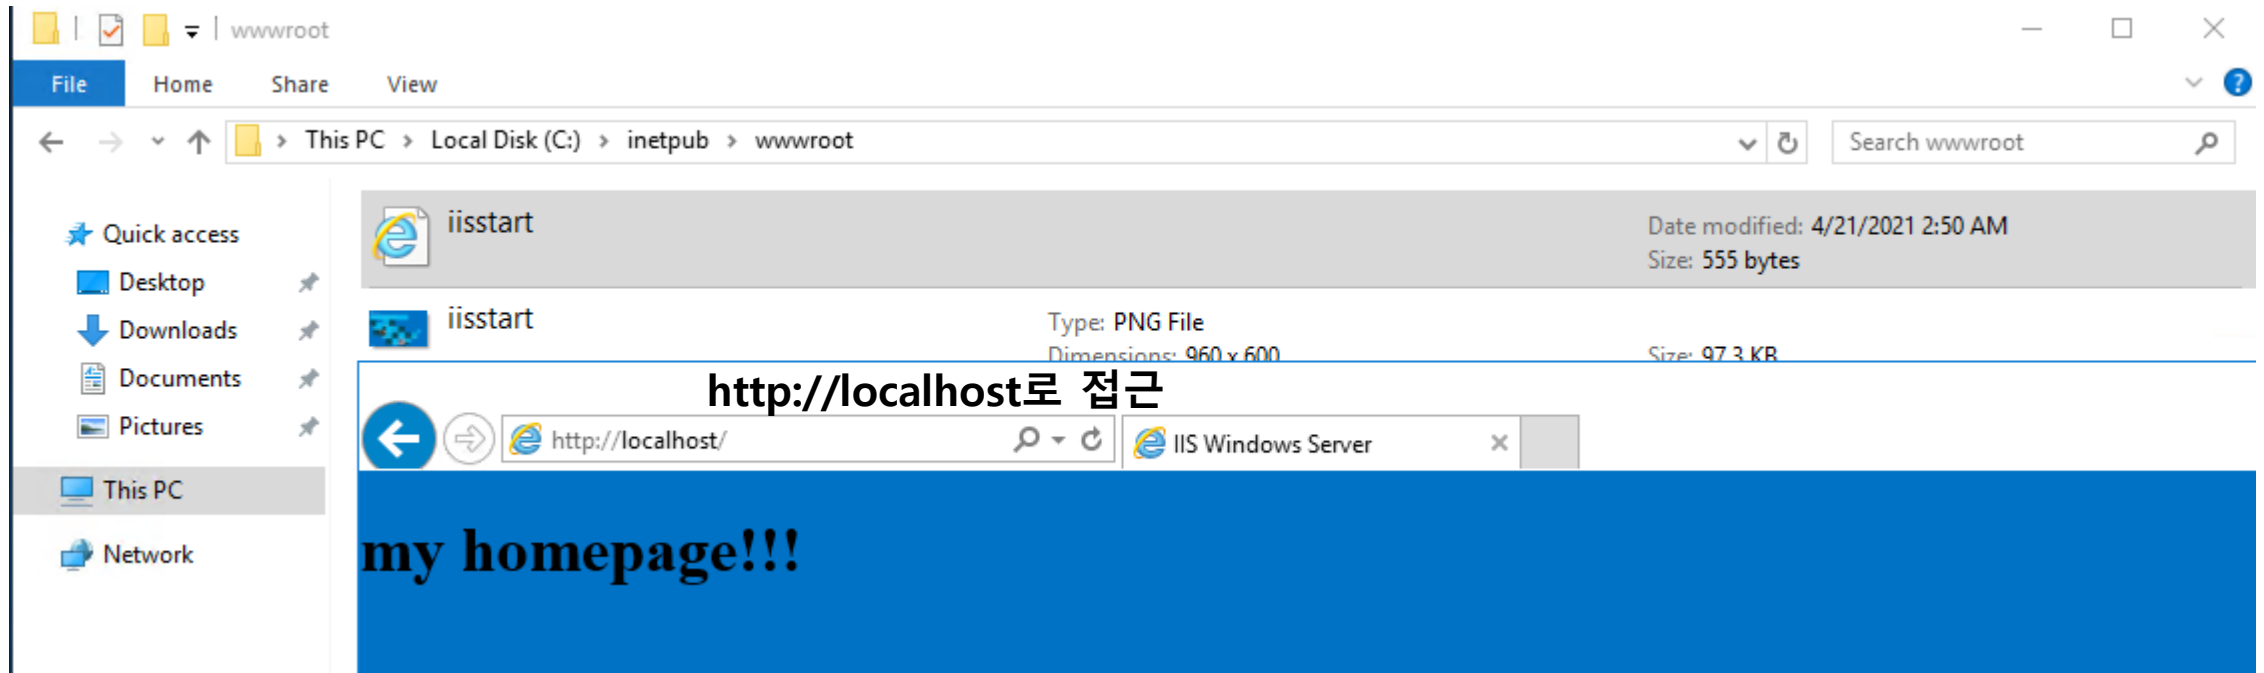 wwwroot
File Home Share View
This PC > Local Disk (C:) > inetpub > wwwroot
Search wwwroot
Quick access
Desktop
Downloads
Documents
Pictures
This PC
Network
iisstart
Date modified: 4/21/2021 2:50 AM
Size: 555 bytes
iisstart
Type: PNG File
Dimensions: 960 x 600
Size: 97.3 KB
http://localhost로 접근
http://localhost/
IIS Windows Server
my homepage!!!